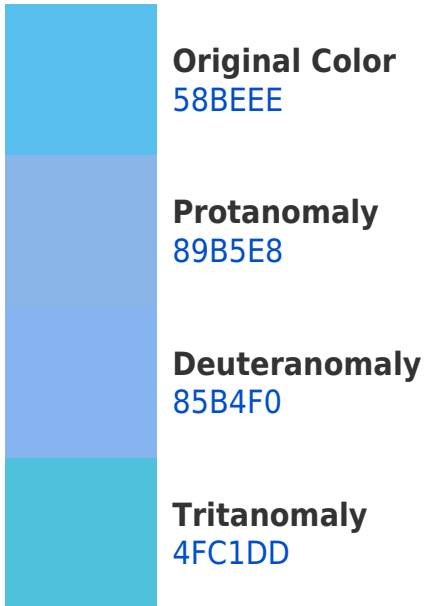 Original Color
58BEEE
Protanomaly
89B5E8
Deuteranomaly
85B4F0
Tritanomaly
4FC1DD